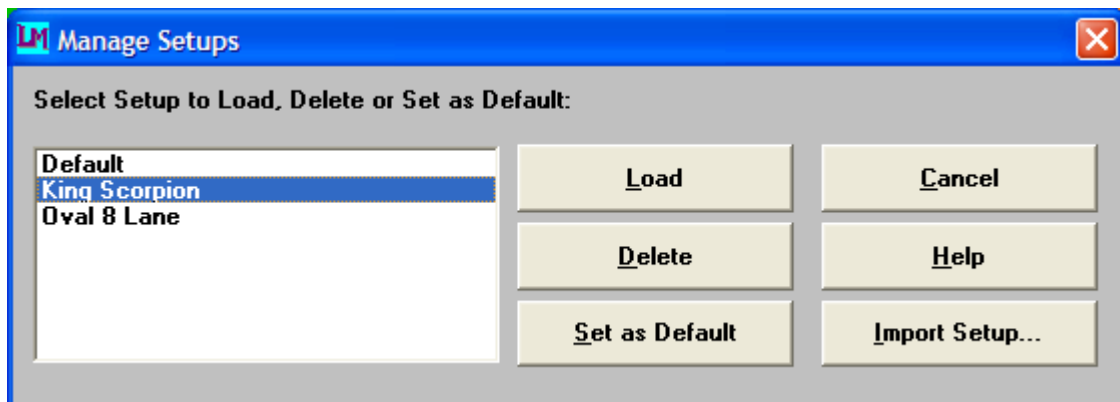 LM Manage Setups
Select Setup to Load, Delete or Set as Default:
Default
King Scorpion
Oval 8 Lane
Load
Cancel
Delete
Help
Set as Default
Import Setup...